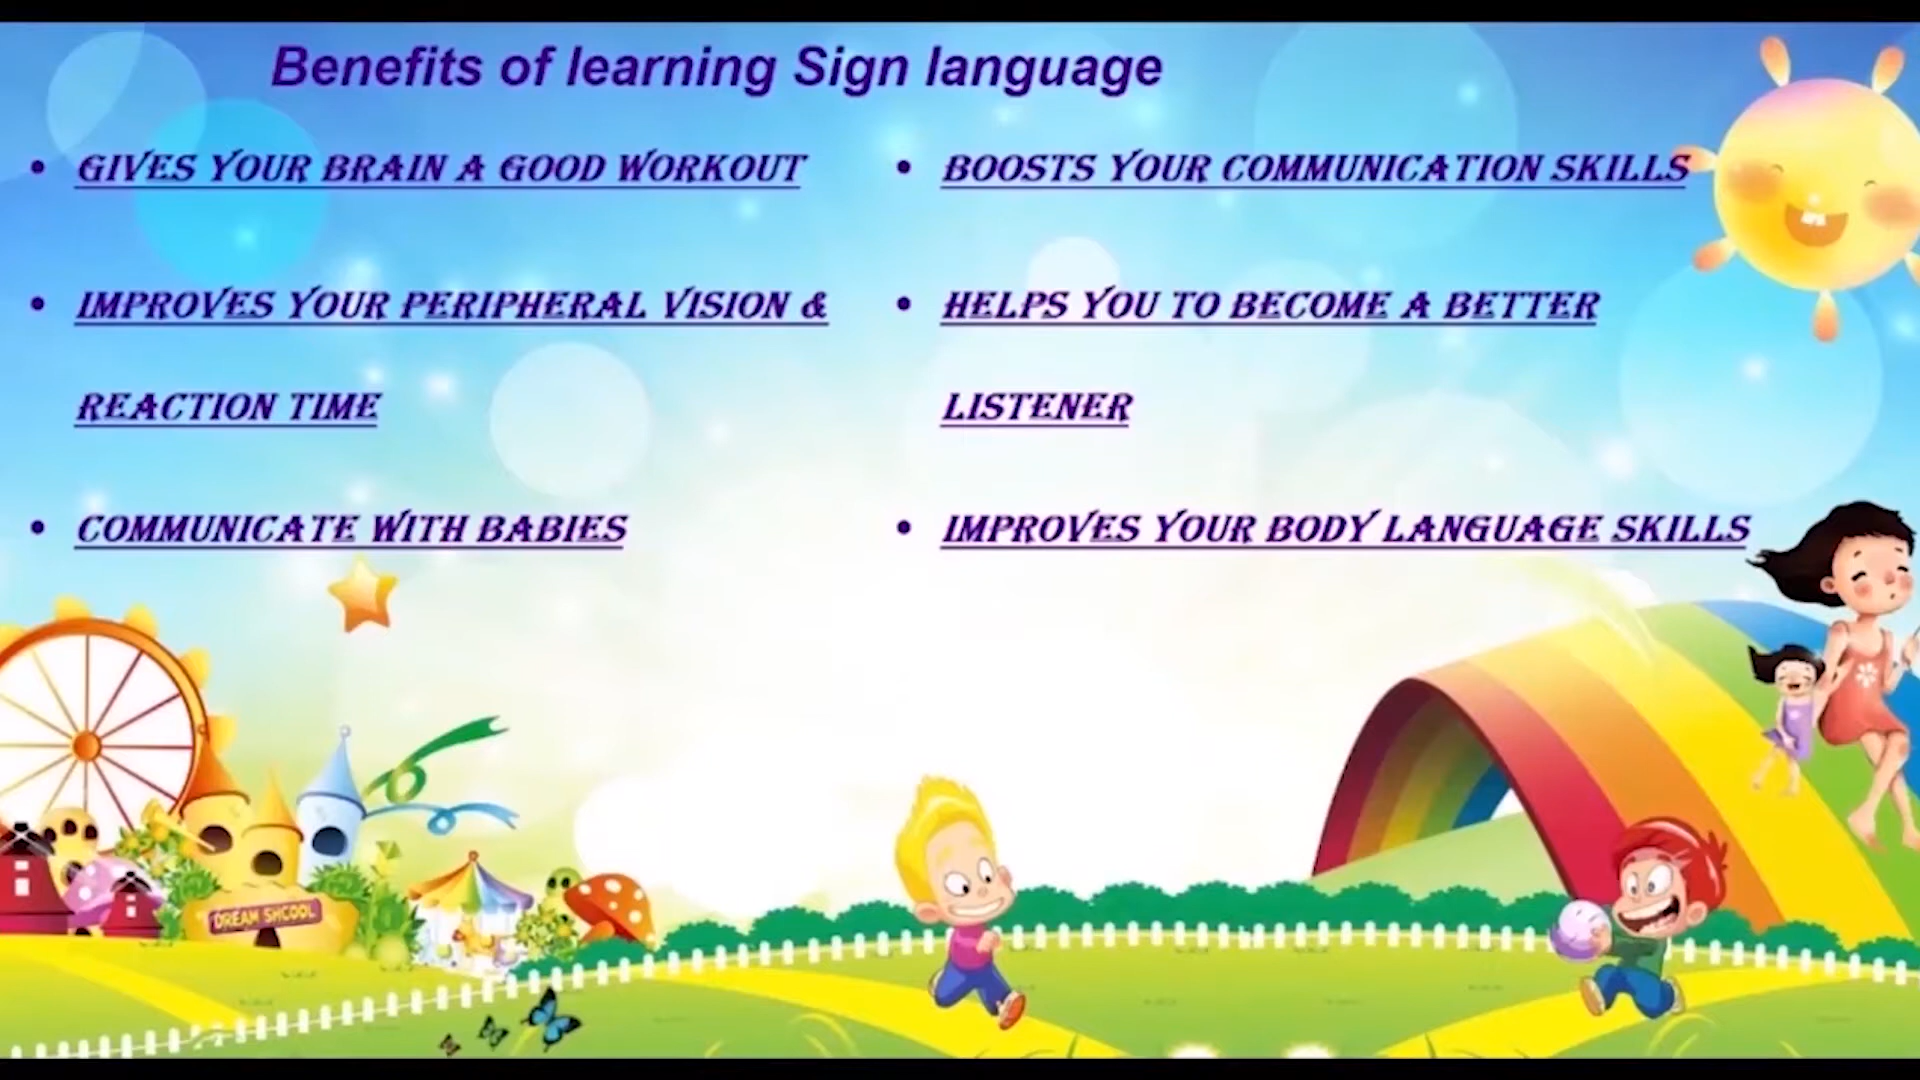 Benefits of learning Sign language
• GIVES YOUR BRAIN A GOOD WORKOUT
• IMPROVES YOUR PERIPHERAL VISION &
REACTION TIME
• COMMUNICATE WITH BABIES
• BOOSTS YOUR COMMUNICATION SKILLS
• HELPS YOU TO BECOME A BETTER
LISTENER
• IMPROVES YOUR BODY LANGUAGE SKILLS
DREAM SHCOOL